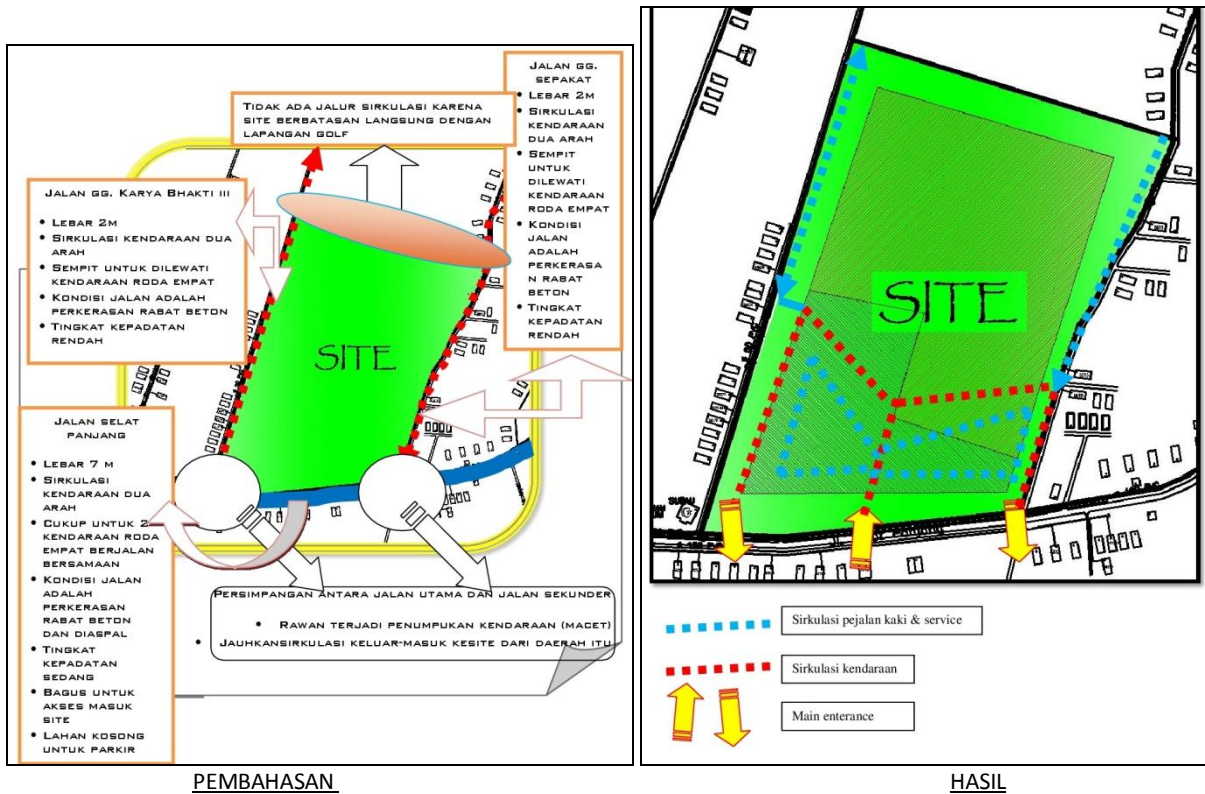 TIDAK ADA JALUR SIRKULASI KARENA
SITE BERBATASAN LANGSUNG DENGAN
LAPANGAN GOLF
JALAN GG.
SEPAKAT
• LEBAR 2M
• SIRKULASI
KENDARAAN
DUA ARAH
• SEMPIT
UNTUK
DILEWATI
KENDARAAN
RODA EMPAT
• KONDISI
JALAN
ADALAH
PERKERASA
N RABAT
BETON
• TINGKAT
KEPADATAN
RENDAH
JALAN GG. KARYA BHAKTI III
• LEBAR 2M
• SIRKULASI KENDARAAN DUA
ARAH
• SEMPIT UNTUK DILEWATI
KENDARAAN RODA EMPAT
• KONDISI JALAN ADALAH
PERKERASAN RABAT BETON
• TINGKAT KEPADATAN
RENDAH
SITE
JALAN SELAT
PANJANG
• LEBAR 7 M
• SIRKULASI
KENDARAAN DUA
ARAH
• CUKUP UNTUK 2
KENDARAAN RODA
EMPAT BERJALAN
BERSAMAAN
• KONDISI JALAN
ADALAH
PERKERASAN
RABAT BETON
DAN DIASPAL
• TINGKAT
KEPADATAN
SEDANG
• BAGUS UNTUK
AKSES MASUK
SITE
• LAHAN KOSONG
UNTUK PARKIR
PERSIMPANGAN ANTARA JALAN UTAMA DAN JALAN SEKUNDER
• RAWAN TERJADI PENUMPUKAN KENDARAAN (MACET)
• JAUHKANSIRKULASI KELUAR-MASUK KESITE DARI DAERAH ITU
PEMBAHASAN
SITE
SURAU
Sirkulasi pejalan kaki & service
Sirkulasi kendaraan
Main enterance
HASIL